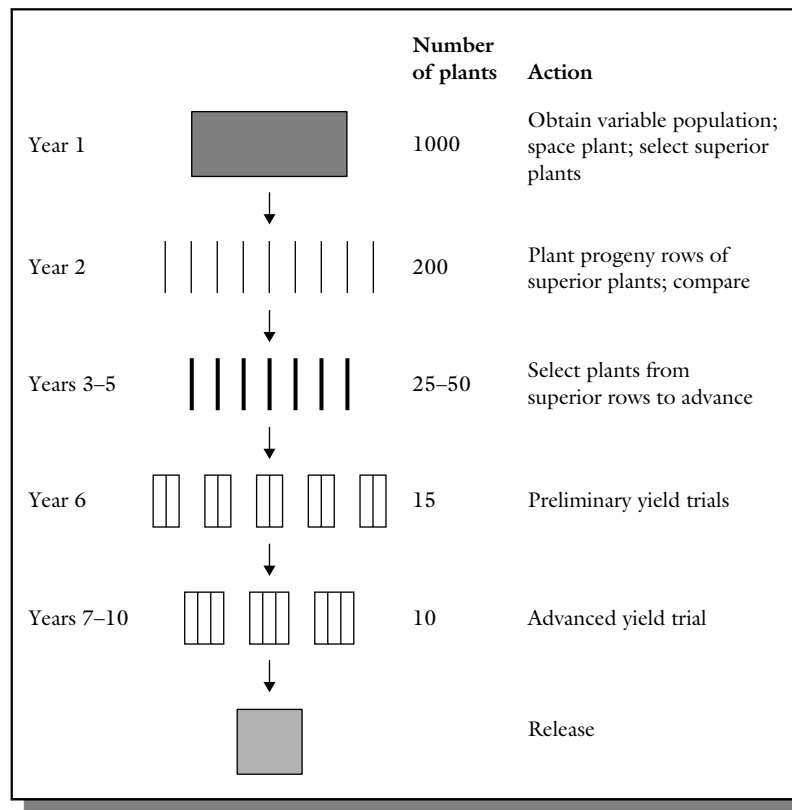 Number
of plants
Action
Year 1
1000
Obtain variable population;
space plant; select superior
plants
Year 2
200
Plant progeny rows of
superior plants; compare
Years 3–5
25–50
Select plants from
superior rows to advance
Year 6
15
Preliminary yield trials
Years 7–10
10
Advanced yield trial
Release